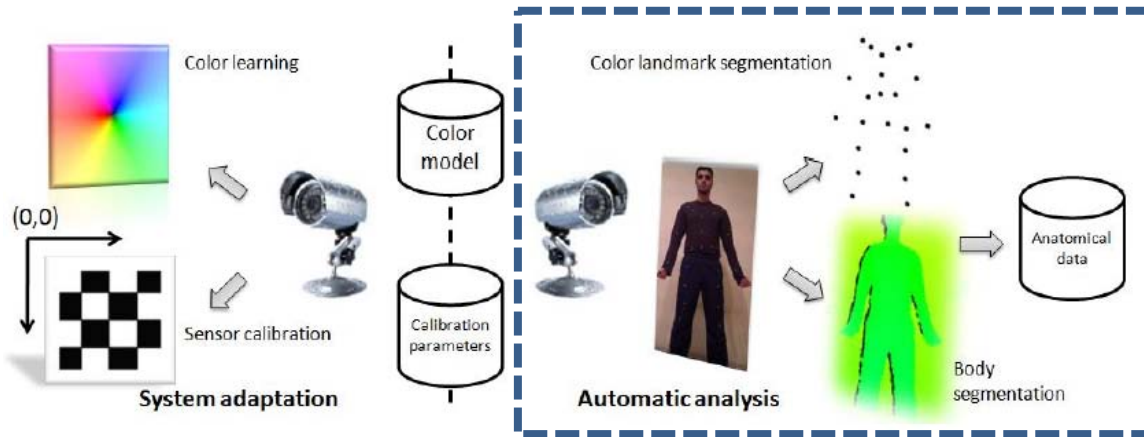 Color learning
Color
model
(0,0)
Sensor calibration
Calibration
parameters
System adaptation
Color landmark segmentation
Anatomical
data
Body
segmentation
Automatic analysis